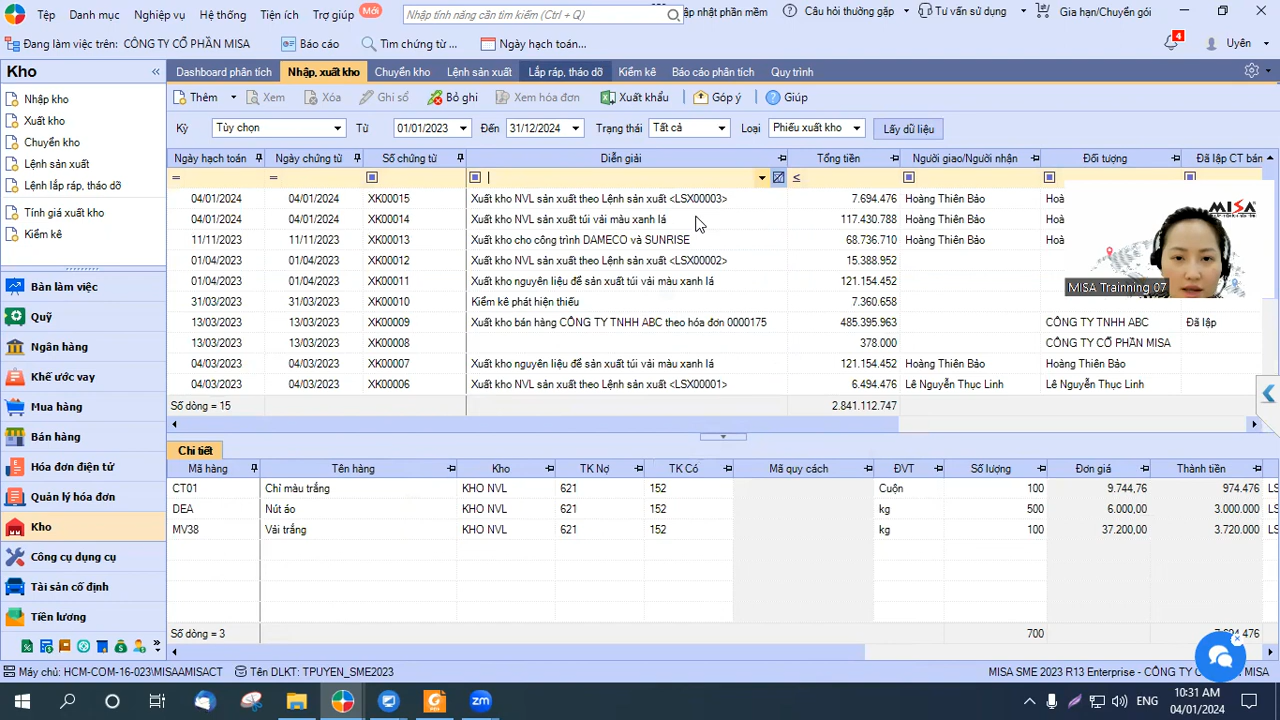 Tệp Danh mục Nghiệp vụ Hệ thống Tiện ích Trợ giúp Mới Nhập tính năng cần tìm kiếm (Ctrl + Q) nhật phần mềm Câu hỏi thường gặp Tư vấn sử dụng Gia hạn/Chuyển gói
Đang làm việc trên: CÔNG TY CỔ PHẦN MISA Báo cáo Tìm chứng từ ... Ngày hạch toán... 4 Uyên
Kho « Dashboard phân tích Nhập, xuất kho Chuyển kho Lệnh sản xuất Lắp ráp, tháo dỡ Kiểm kê Báo cáo phân tích Quy trình
Thêm Xem Xóa Ghi sổ Bỏ ghi Xem hóa đơn Xuất khẩu Góp ý Giúp
Kỳ Tùy chọn Từ 01/01/2023 Đến 31/12/2024 Trạng thái Tất cả Loại Phiếu xuất kho Lấy dữ liệu
Nhập kho
Xuất kho
Chuyển kho
Lệnh sản xuất
Lệnh lắp ráp, tháo dỡ
Tính giá xuất kho
Kiểm kê
Bàn làm việc
Quỹ
Ngân hàng
Khế ước vay
Mua hàng
Bán hàng
Hóa đơn điện tử
Quản lý hóa đơn
Kho
Công cụ dụng cụ
Tài sản cố định
Tiền lương
Ngày hạch toán Ngày chứng từ Số chứng từ Diễn giải Tổng tiền Người giao/Người nhận Đối tượng Đã lập CT bán
= = ≤
04/01/2024 04/01/2024 XK00015 Xuất kho NVL sản xuất theo Lệnh sản xuất <LSX00003> 7.694.476 Hoàng Thiên Bảo Hoà
04/01/2024 04/01/2024 XK00014 Xuất kho NVL sản xuất túi vải màu xanh lá 117.430.788 Hoàng Thiên Bảo Hoà
11/11/2023 11/11/2023 XK00013 Xuất kho cho công trình DAMECO và SUNRISE 68.736.710 Hoàng Thiên Bảo Hoà
01/04/2023 01/04/2023 XK00012 Xuất kho NVL sản xuất theo Lệnh sản xuất <LSX00002> 15.388.952
01/04/2023 01/04/2023 XK00011 Xuất kho nguyên liệu để sản xuất túi vải màu xanh lá 121.154.452
31/03/2023 31/03/2023 XK00010 Kiểm kê phát hiện thiếu 7.360.658
13/03/2023 13/03/2023 XK00009 Xuất kho bán hàng CÔNG TY TNHH ABC theo hóa đơn 0000175 485.395.963 CÔNG TY TNHH ABC Đã lập
13/03/2023 13/03/2023 XK00008 378.000 CÔNG TY CỔ PHẦN MISA
04/03/2023 04/03/2023 XK00007 Xuất kho nguyên liệu để sản xuất túi vải màu xanh lá 121.154.452 Hoàng Thiên Bảo Hoàng Thiên Bảo
04/03/2023 04/03/2023 XK00006 Xuất kho NVL sản xuất theo Lệnh sản xuất <LSX00001> 6.494.476 Lê Nguyễn Thục Linh Lê Nguyễn Thục Linh
Số dòng = 15 2.841.112.747
MISA
MISA Trainning 07
Chi tiết
Mã hàng Tên hàng Kho TK Nợ TK Có Mã quy cách ĐVT Số lượng Đơn giá Thành tiền
CT01 Chỉ màu trắng KHO NVL 621 152 Cuộn 100 9.744,76 974.476 LS
DEA Nút áo KHO NVL 621 152 kg 500 6.000,00 3.000.000 LS
MV38 Vải trắng KHO NVL 621 152 kg 100 37.200,00 3.720.000 LS
Số dòng = 3 700 7.694.476
Máy chủ: HCM-COM-16-023\MISAAMISACT Tên DLKT: TPUYEN_SME2023 MISA SME 2023 R13 Enterprise - CÔNG TY CỔ PHẦN MISA
ENG 10:31 AM
04/01/2024